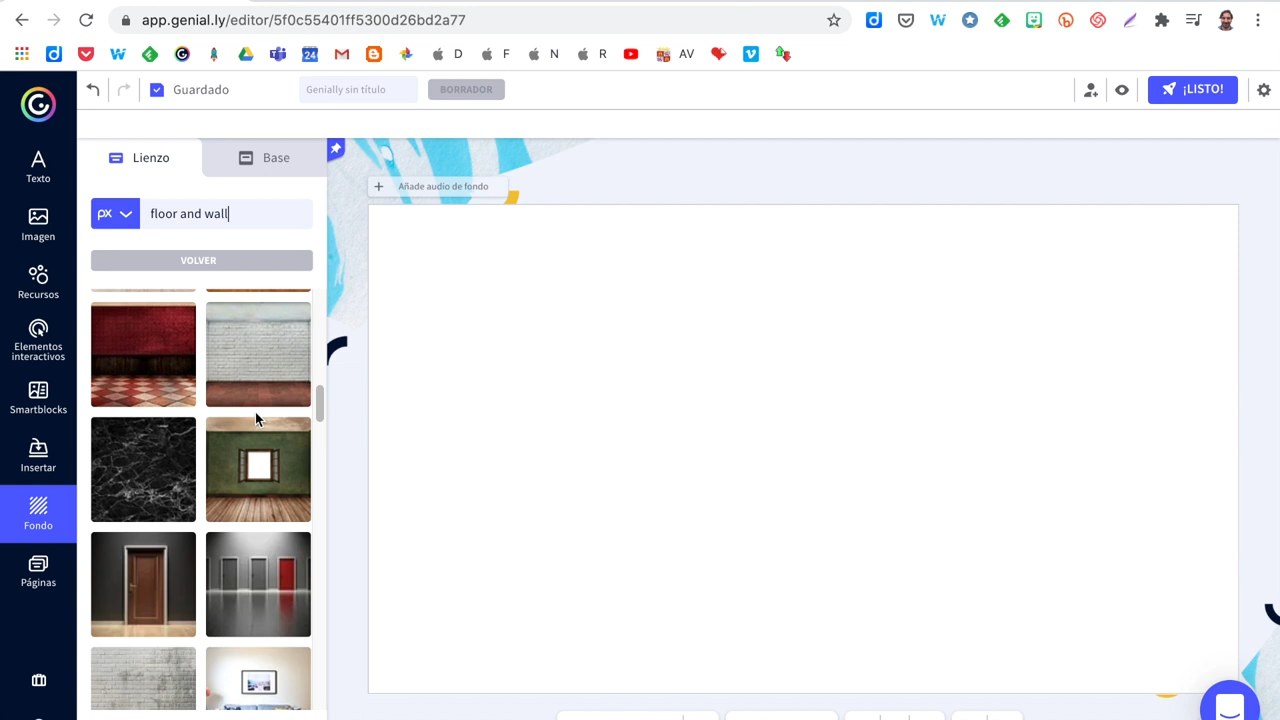 app.genial.ly/editor/5f0c55401ff5300d26bd2a77
D F N R AV
24
Guardado
Genially sin título
BORRADOR
¡LISTO!
Texto
Imagen
Recursos
Elementos
interactivos
Smartblocks
Insertar
Fondo
Páginas
Lienzo
Base
px
floor and wall
VOLVER
Añade audio de fondo